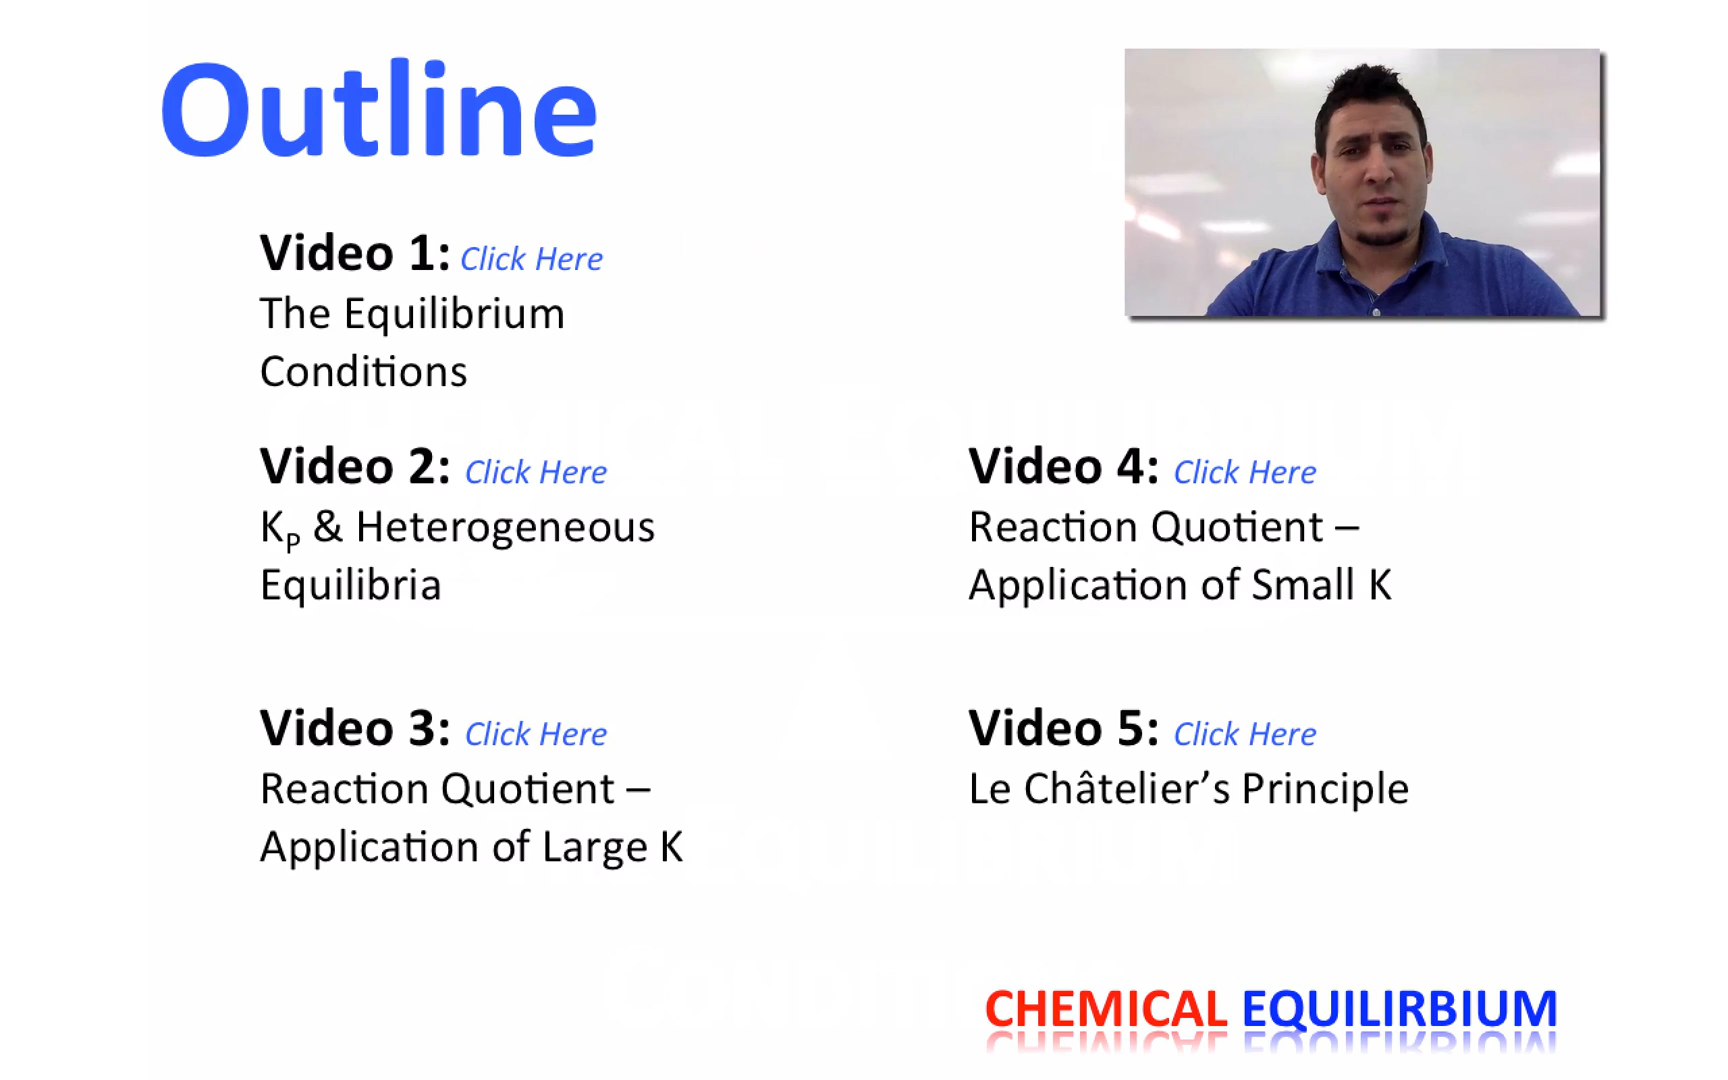 Outline
Video 1: Click Here
The Equilibrium
Conditions
Video 2: Click Here
KP & Heterogeneous
Equilibria
Video 3: Click Here
Reaction Quotient –
Application of Large K
Video 4: Click Here
Reaction Quotient –
Application of Small K
Video 5: Click Here
Le Châtelier’s Principle
CHEMICAL EQUILIRBIUM